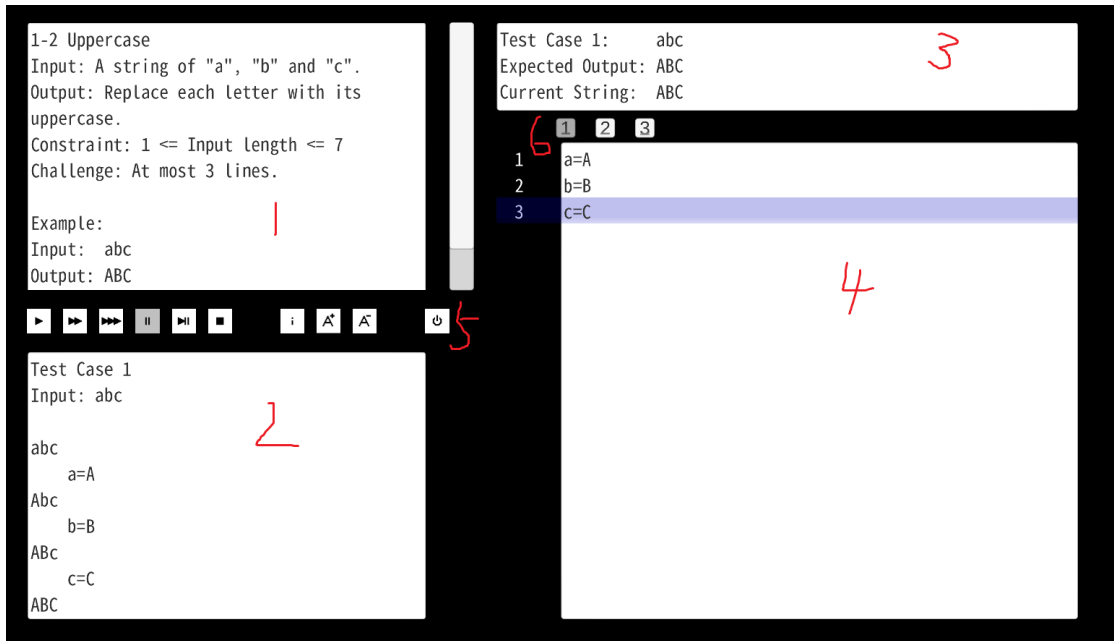 1-2 Uppercase
Input: A string of "a", "b" and "c".
Output: Replace each letter with its
uppercase.
Constraint: 1 <= Input length <= 7
Challenge: At most 3 lines.
Example:
Input: abc
Output: ABC
1
i A+ A-
5
Test Case 1
Input: abc
abc
a=A
Abc
b=B
ABc
c=C
ABC
2
Test Case 1: abc
Expected Output: ABC
Current String: ABC
3
6
1 2 3
1 a=A
2 b=B
3 c=C
4